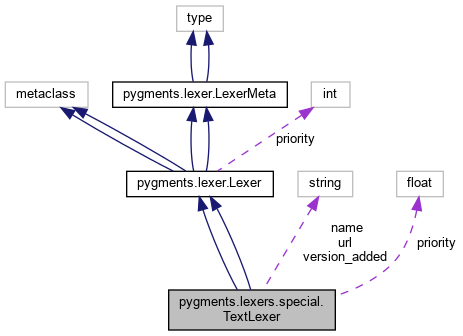 type
metaclass
pygments.lexer.LexerMeta
int
priority
pygments.lexer.Lexer
string
float
name
url
version_added
priority
pygments.lexers.special.
TextLexer